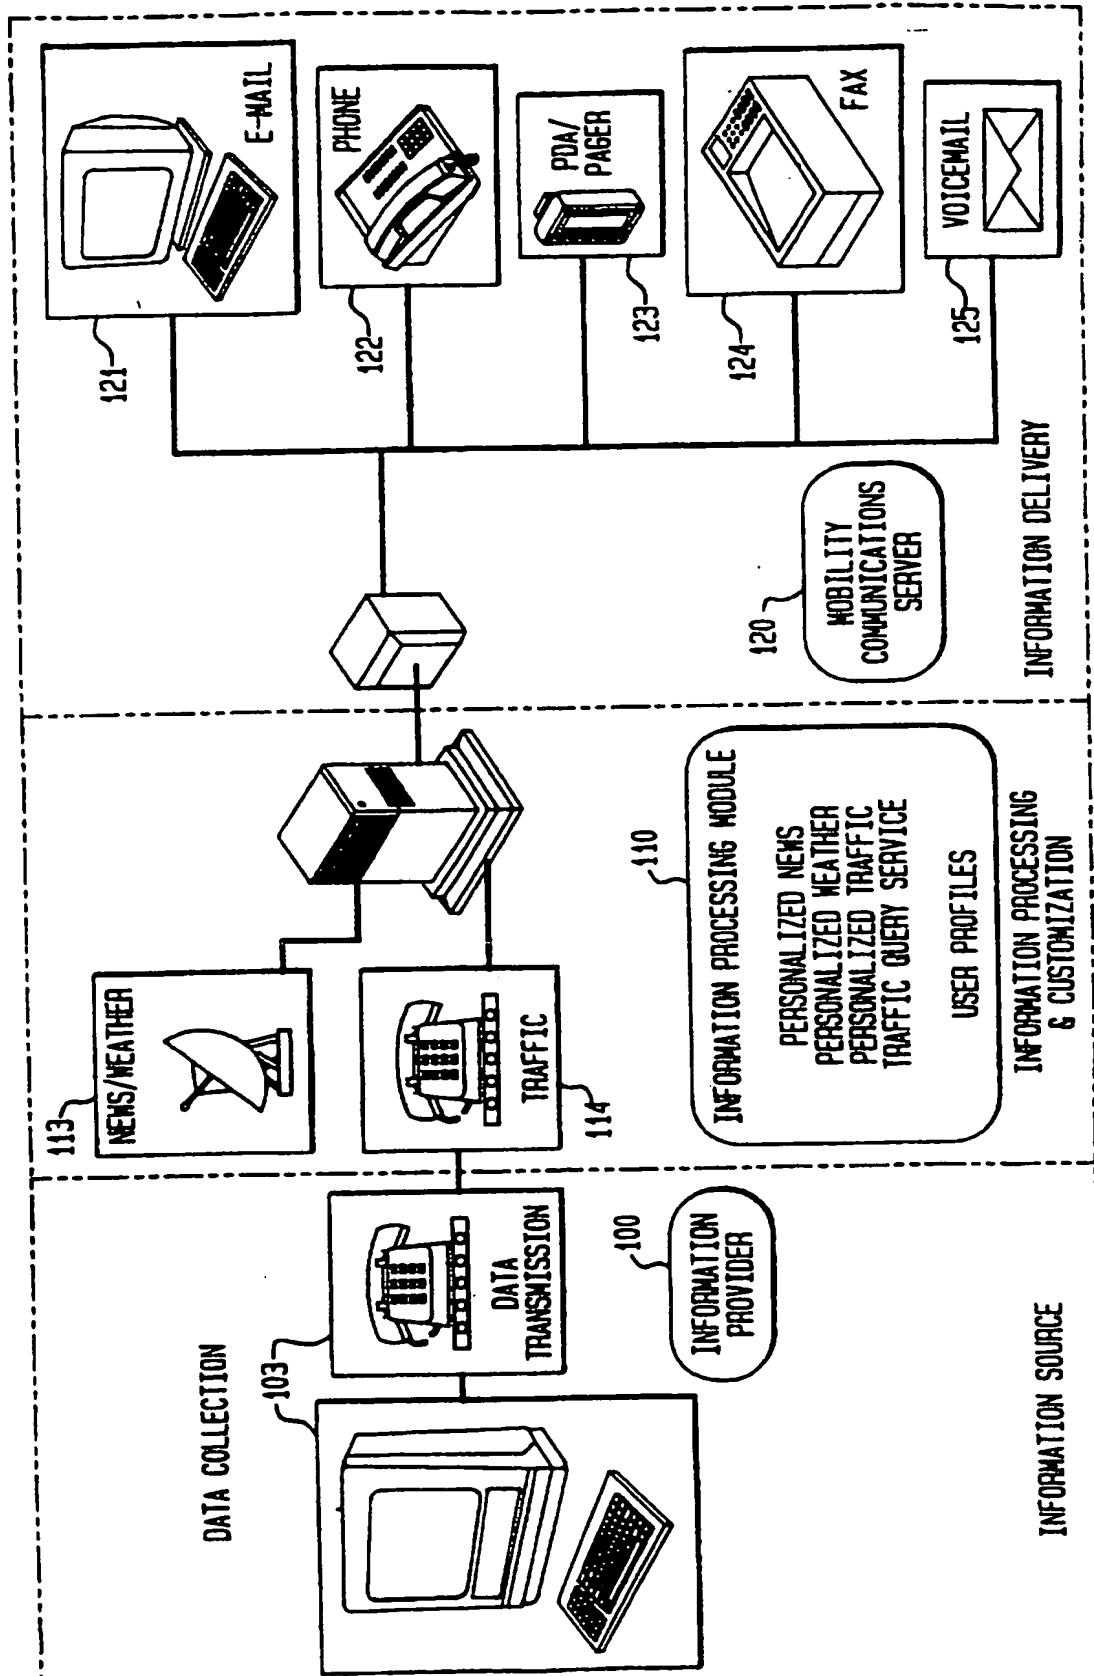 DATA COLLECTION
103
DATA
TRANSMISSION
100
INFORMATION
PROVIDER
INFORMATION SOURCE
113
NEWS/WEATHER
TRAFFIC
114
110
INFORMATION PROCESSING MODULE
PERSONALIZED NEWS
PERSONALIZED WEATHER
PERSONALIZED TRAFFIC
TRAFFIC QUERY SERVICE
USER PROFILES
INFORMATION PROCESSING
& CUSTOMIZATION
120
MOBILITY
COMMUNICATIONS
SERVER
INFORMATION DELIVERY
121
E-MAIL
122
PHONE
123
PDA/
PAGER
124
FAX
125
VOICEMAIL